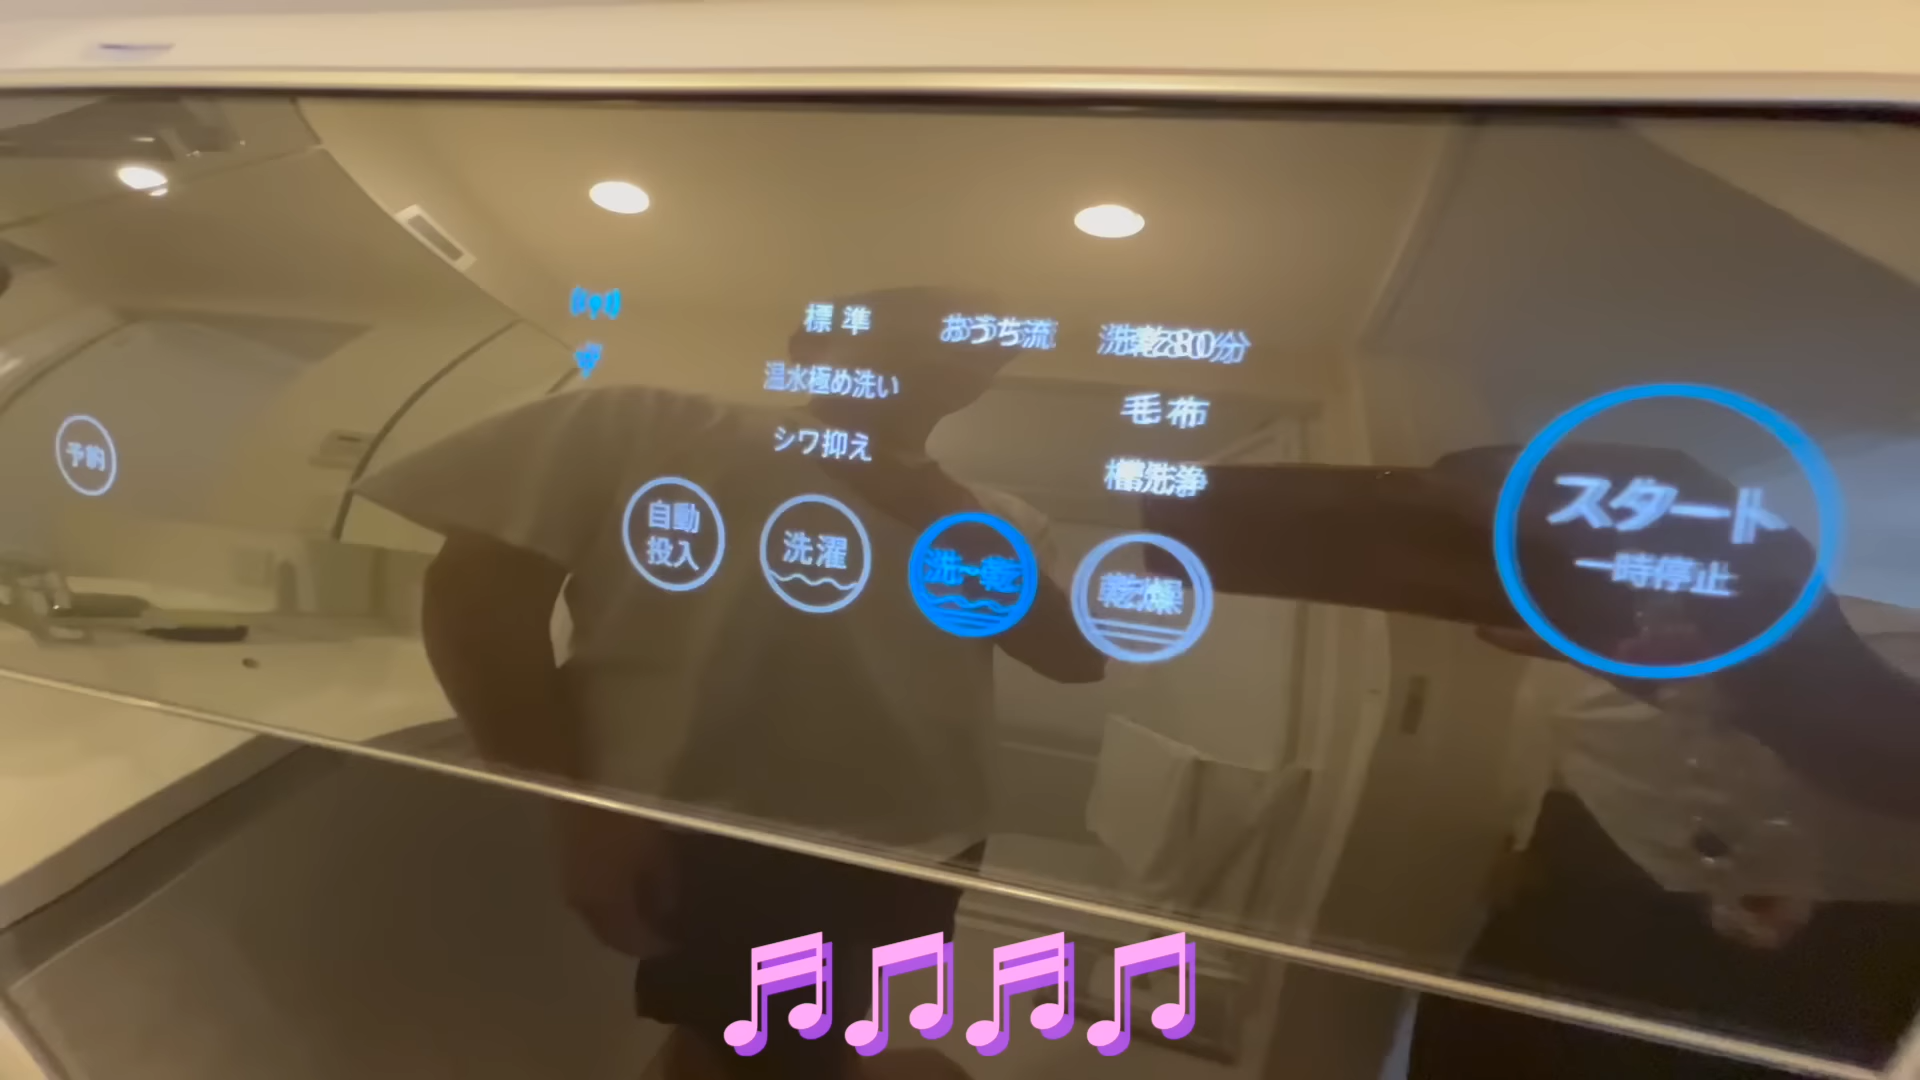 標準
おうち流
洗乾80分
温水極め洗い
毛布
シワ抑え
槽洗浄
予約
自動
投入
洗濯
洗~乾
乾燥
スタート
一時停止